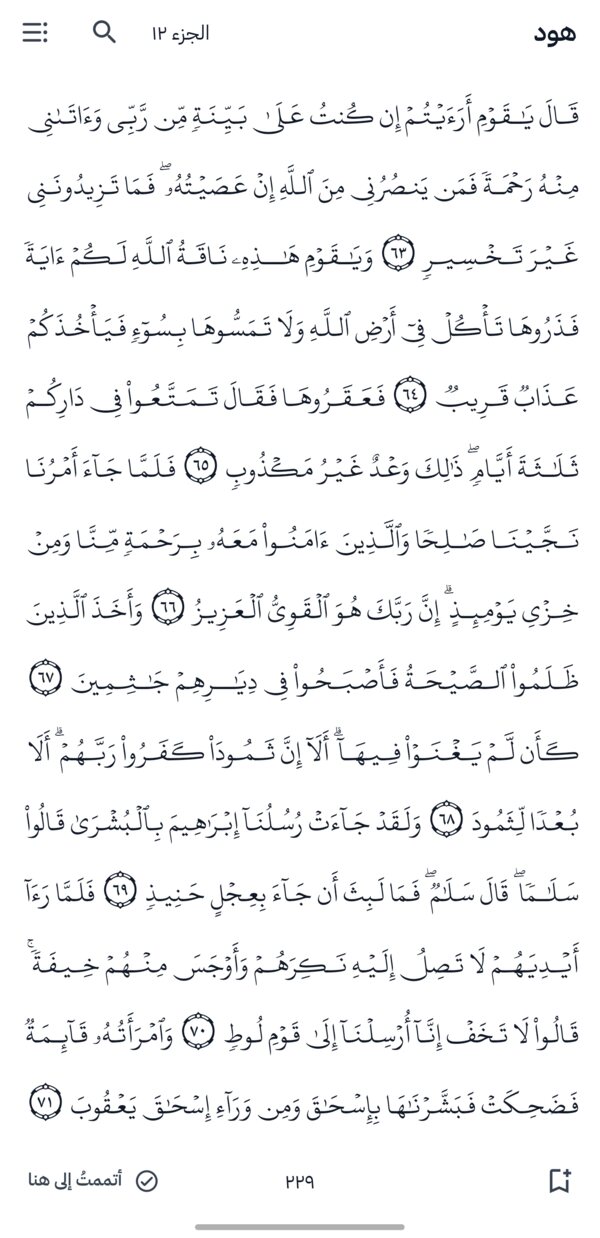 هود
الجزء ١٢
قَالَ يَـٰقَوۡمِ أَرَءَيۡتُمۡ إِن كُنتُ عَلَىٰ بَيِّنَةٖ مِّن رَّبِّي وَءَاتَىٰنِي
مِنۡهُ رَحۡمَةٗ فَمَن يَنصُرُنِي مِنَ ٱللَّهِ إِنۡ عَصَيۡتُهُۥۖ فَمَا تَزِيدُونَنِي
غَيۡرَ تَخۡسِيرٖ ٦٣ وَيَـٰقَوۡمِ هَـٰذِهِۦ نَاقَةُ ٱللَّهِ لَكُمۡ ءَايَةٗ
فَذَرُوهَا تَأۡكُلۡ فِيٓ أَرۡضِ ٱللَّهِ وَلَا تَمَسُّوهَا بِسُوٓءٖ فَيَأۡخُذَكُمۡ
عَذَابٞ قَرِيبٞ ٦٤ فَعَقَرُوهَا فَقَالَ تَمَتَّعُواْ فِي دَارِكُمۡ
ثَلَـٰثَةَ أَيَّامٖۖ ذَٰلِكَ وَعۡدٌ غَيۡرُ مَكۡذُوبٖ ٦٥ فَلَمَّا جَآءَ أَمۡرُنَا
نَجَّيۡنَا صَـٰلِحٗا وَٱلَّذِينَ ءَامَنُواْ مَعَهُۥ بِرَحۡمَةٖ مِّنَّا وَمِنۡ
خِزۡيِ يَوۡمِئِذٍۚ إِنَّ رَبَّكَ هُوَ ٱلۡقَوِيُّ ٱلۡعَزِيزُ ٦٦ وَأَخَذَ ٱلَّذِينَ
ظَلَمُواْ ٱلصَّيۡحَةُ فَأَصۡبَحُواْ فِي دِيَـٰرِهِمۡ جَـٰثِمِينَ ٦٧
كَأَن لَّمۡ يَغۡنَوۡاْ فِيهَآۗ أَلَآ إِنَّ ثَمُودَاْ كَفَرُواْ رَبَّهُمۡۗ أَلَا
بُعۡدٗا لِّثَمُودَ ٦٨ وَلَقَدۡ جَآءَتۡ رُسُلُنَآ إِبۡرَٰهِيمَ بِٱلۡبُشۡرَىٰ قَالُواْ
سَلَـٰمٗاۖ قَالَ سَلَـٰمٞۖ فَمَا لَبِثَ أَن جَآءَ بِعِجۡلٍ حَنِيذٖ ٦٩ فَلَمَّا رَءَآ
أَيۡدِيَهُمۡ لَا تَصِلُ إِلَيۡهِ نَكِرَهُمۡ وَأَوۡجَسَ مِنۡهُمۡ خِيفَةٗۚ
قَالُواْ لَا تَخَفۡ إِنَّآ أُرۡسِلۡنَآ إِلَىٰ قَوۡمِ لُوطٖ ٧٠ وَٱمۡرَأَتُهُۥ قَآئِمَةٞ
فَضَحِكَتۡ فَبَشَّرۡنَـٰهَا بِإِسۡحَـٰقَ وَمِن وَرَآءِ إِسۡحَـٰقَ يَعۡقُوبَ ٧١
٢٢٩
أتممتُ إلى هنا